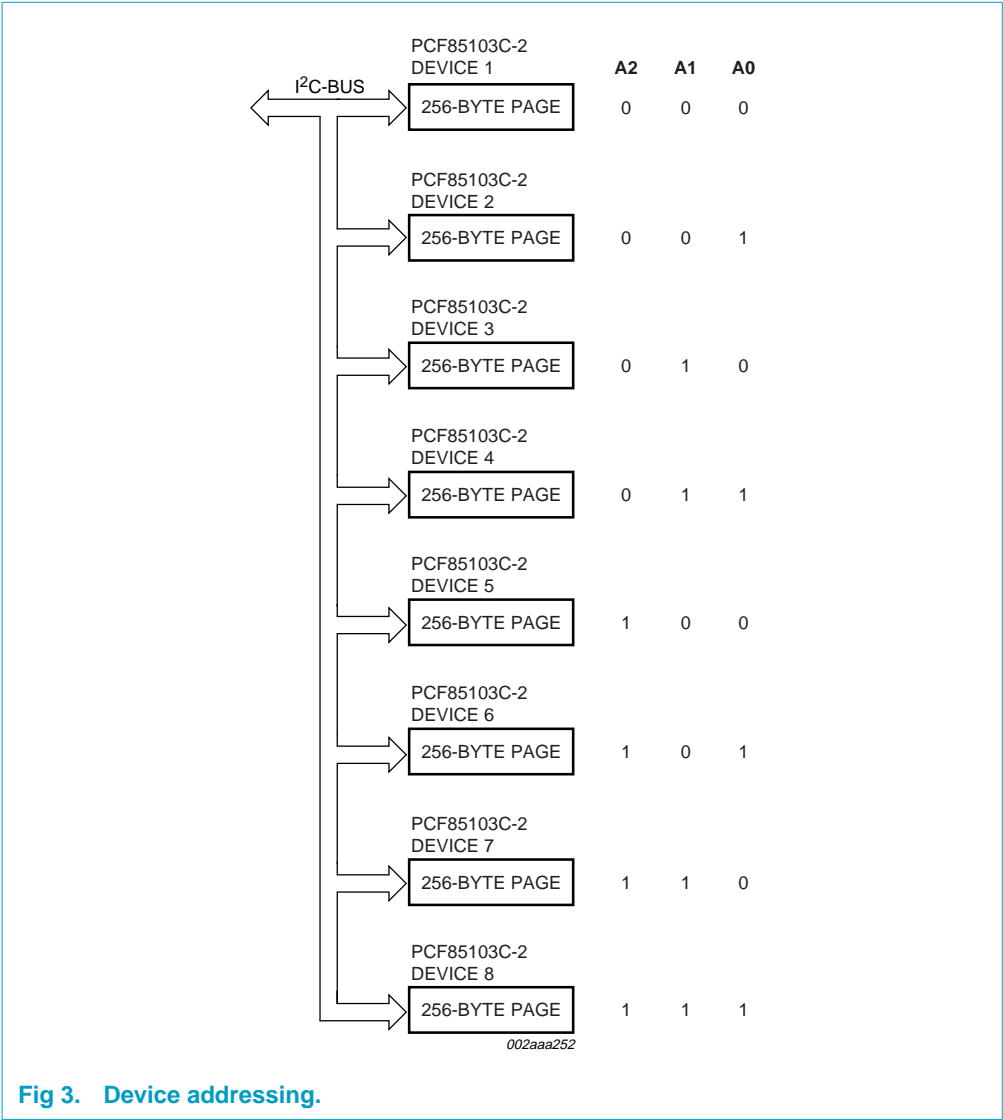 PCF85103C-2
DEVICE 1 A2 A1 A0
I²C-BUS
256-BYTE PAGE 0 0 0
PCF85103C-2
DEVICE 2
256-BYTE PAGE 0 0 1
PCF85103C-2
DEVICE 3
256-BYTE PAGE 0 1 0
PCF85103C-2
DEVICE 4
256-BYTE PAGE 0 1 1
PCF85103C-2
DEVICE 5
256-BYTE PAGE 1 0 0
PCF85103C-2
DEVICE 6
256-BYTE PAGE 1 0 1
PCF85103C-2
DEVICE 7
256-BYTE PAGE 1 1 0
PCF85103C-2
DEVICE 8
256-BYTE PAGE 1 1 1
002aaa252
Fig 3. Device addressing.